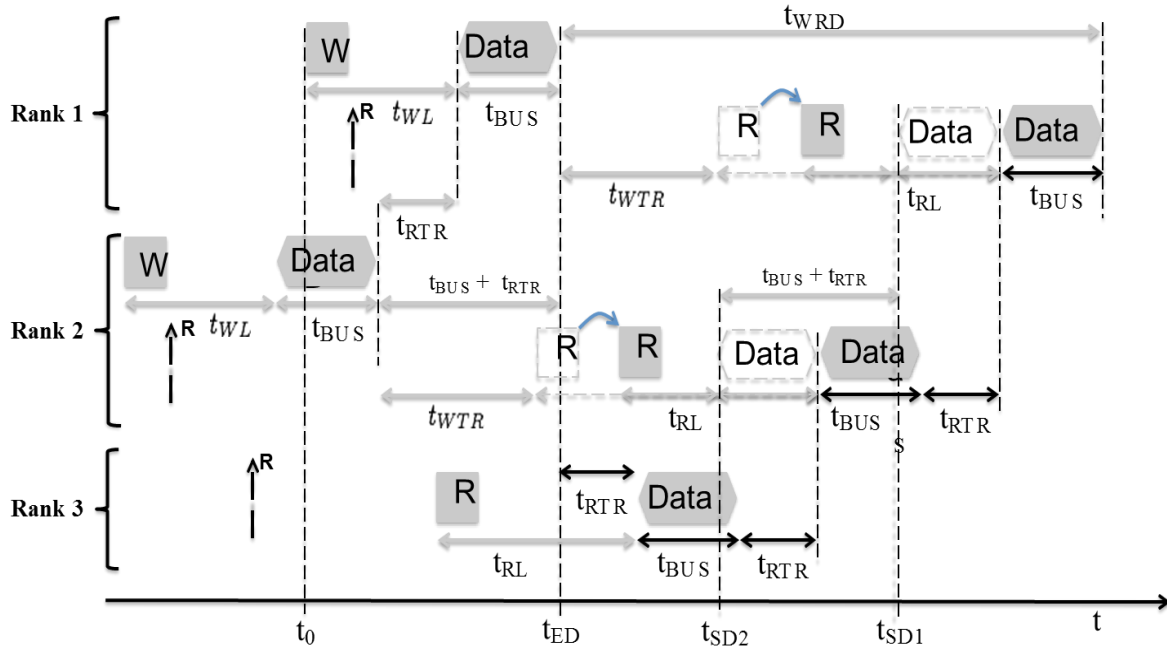 W
Data
tWRD
tWL
tBUS
Rank 1
R
R
R
Data
Data
tWTR
tRL
tBUS
tRTR
W
Data
tBUS + tRTR
tBUS + tRTR
Rank 2
R
tWL
tBUS
R
R
Data
Data
tWTR
tRL
tBUS
tRTR
S
R
Rank 3
R
tRTR
Data
tRL
tBUS
tRTR
t0
tED
tSD2
tSD1
t